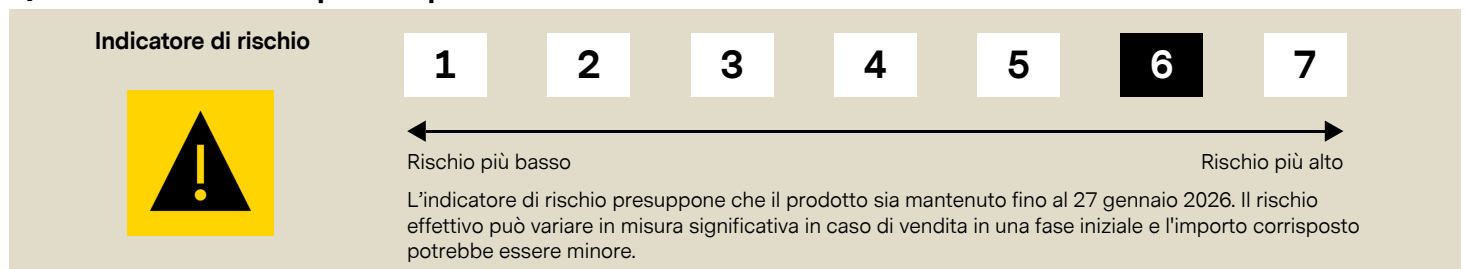 Indicatore di rischio
1 2 3 4 5 6 7
Rischio più basso Rischio più alto
L'indicatore di rischio presuppone che il prodotto sia mantenuto fino al 27 gennaio 2026. Il rischio
effettivo può variare in misura significativa in caso di vendita in una fase iniziale e l'importo corrisposto
potrebbe essere minore.